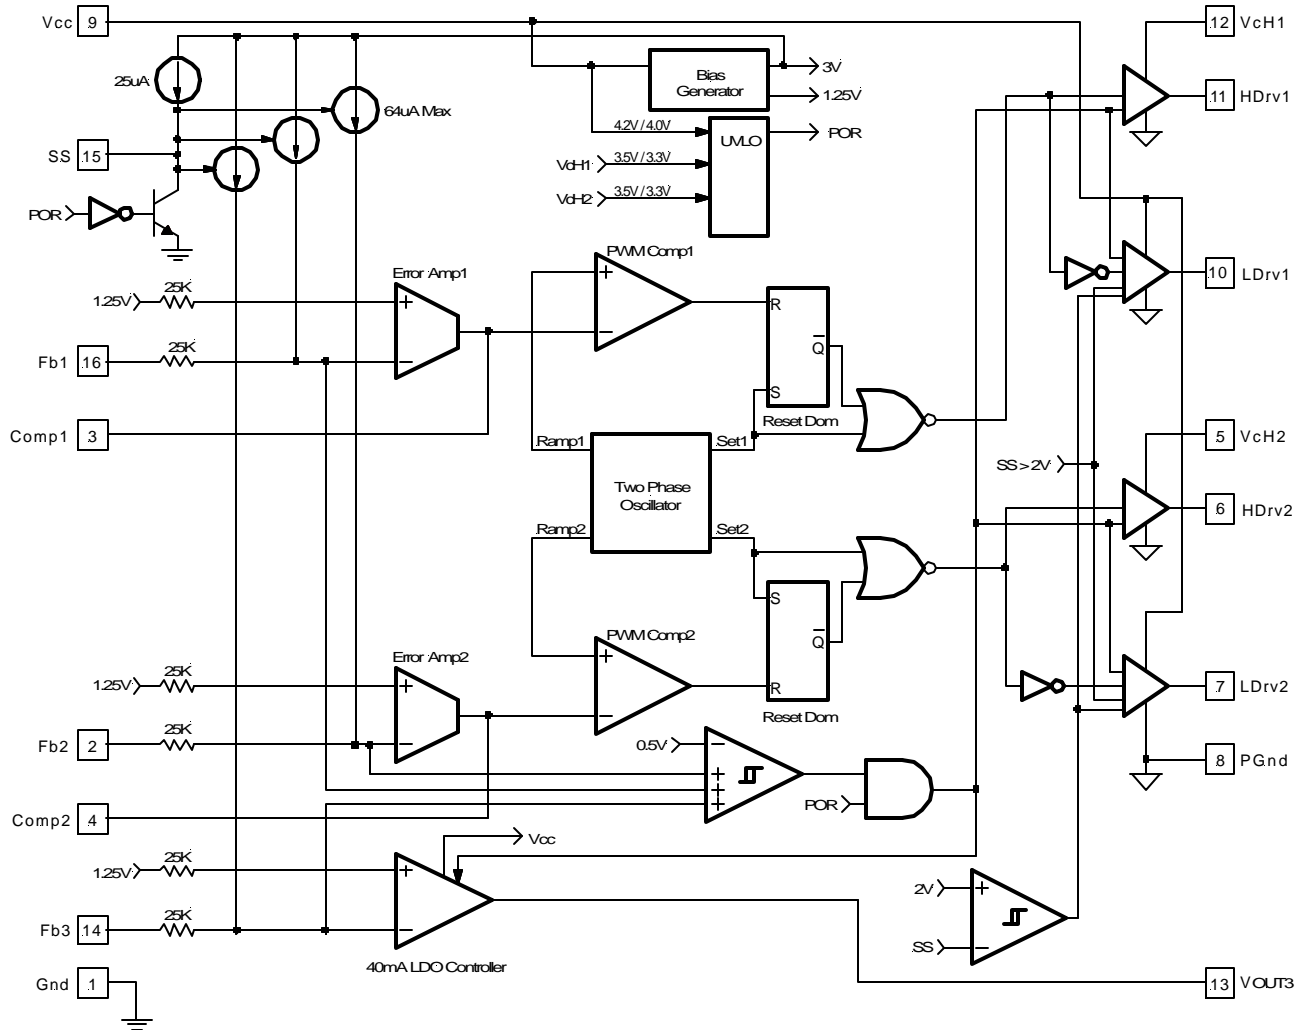 Vcc 9
12 VcH1
25uA
64uA Max
Bias
Generator
3V
1.25V
11 HDrv1
4.2V / 4.0V
UVLO
POR
SS 15
VcH1 3.5V / 3.3V
VcH2 3.5V / 3.3V
POR
PWM Comp1
Error Amp1
10 LDrv1
25K
1.25V
+
+
R
25K
Fb1 16
−
−
Q
S
Reset Dom
Comp1 3
Ramp1
Set1
5 VcH2
SS > 2V
Two Phase
Oscillator
6 HDrv2
Ramp2
Set2
S
PWM Comp2
Q
Error Amp2
25K
1.25V
+
+
R
7 LDrv2
25K
Reset Dom
Fb2 2
−
−
0.5V
−
8 PGnd
+
+
+
POR
Comp2 4
Vcc
25K
1.25V
+
2V
+
25K
Fb3 14
−
SS
−
40mA LDO Controller
Gnd 1
13 VOUT3